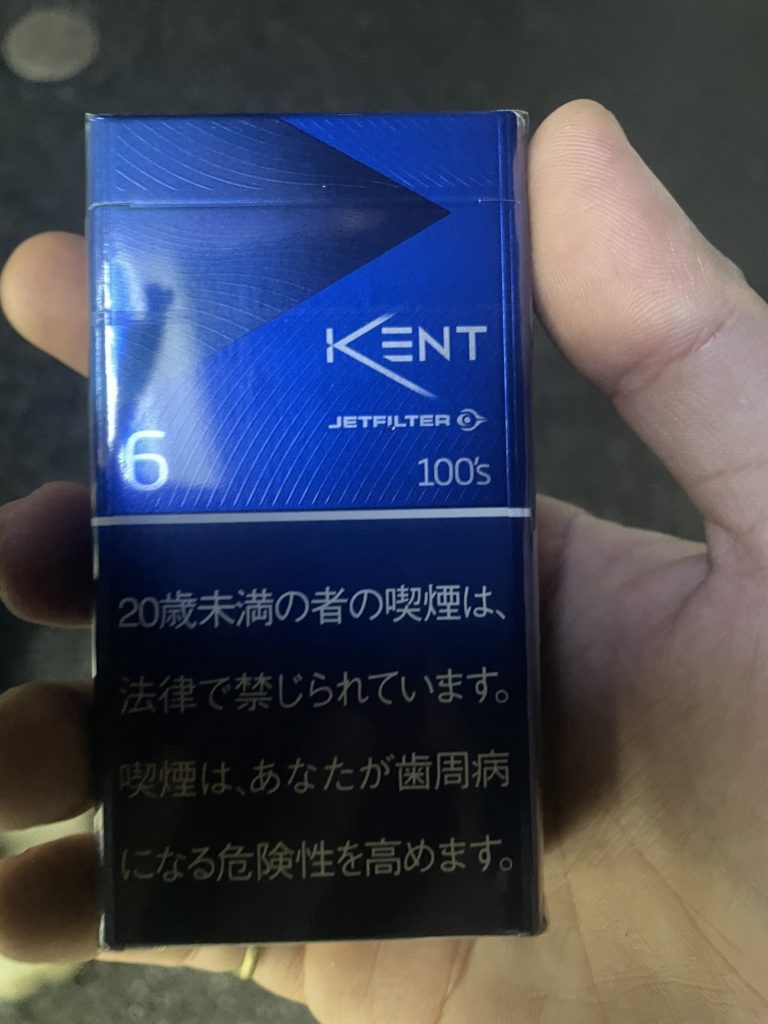 KENT
JETFILTER
6
100's
20歳未満の者の喫煙は、
法律で禁じられています。
喫煙は、あなたが歯周病
になる危険性を高めます。